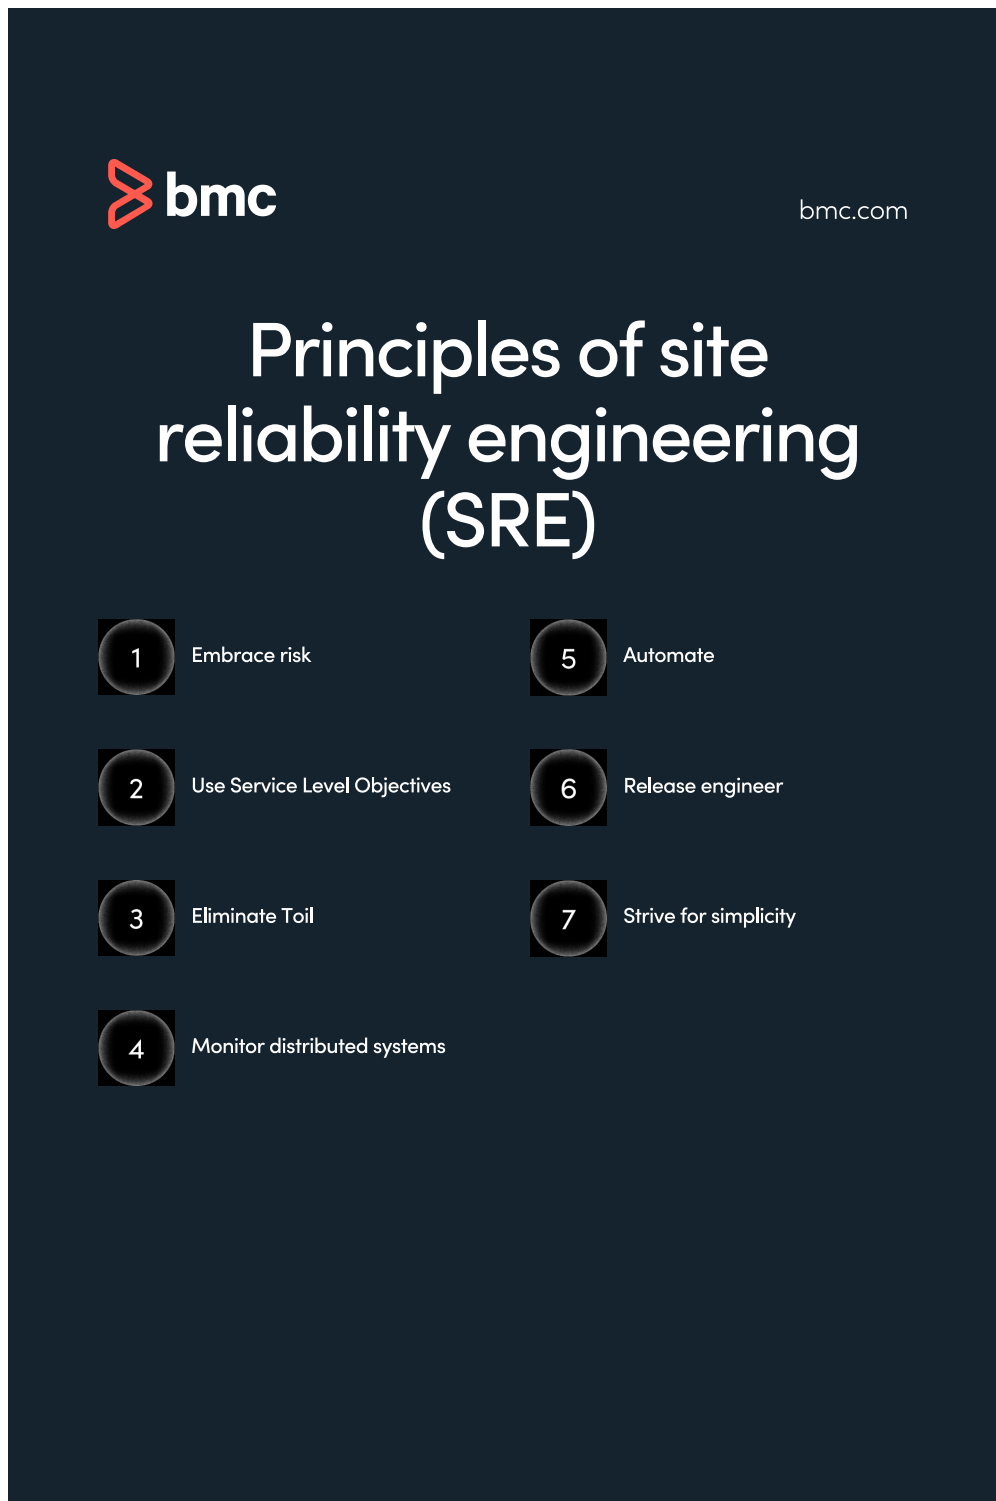 bmc
bmc.com
Principles of site
reliability engineering
(SRE)
1 Embrace risk
2 Use Service Level Objectives
3 Eliminate Toil
4 Monitor distributed systems
5 Automate
6 Release engineer
7 Strive for simplicity